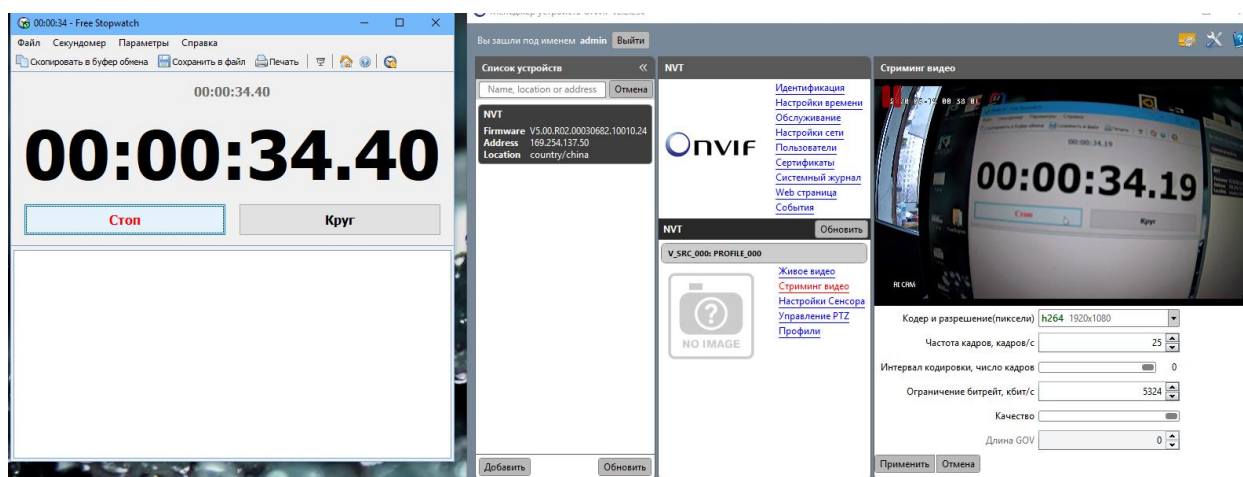 00:00:34 - Free Stopwatch
Файл Секундомер Параметры Справка
Скопировать в буфер обмена Сохранить в файл Печать
00:00:34.40
00:00:34.40
Стоп Круг
Вы зашли под именем admin Выйти
Список устройств
Name, location or address Отмена
NVT
Firmware V5.00.R02.00030682.10010.24
Address 169.254.137.50
Location country/china
Добавить Обновить
NVT
ONVIF
Идентификация
Настройки времени
Обслуживание
Настройки сети
Пользователи
Сертификаты
Системный журнал
Web страница
События
NVT Обновить
V_SRC_000: PROFILE_000
NO IMAGE
Живое видео
Стриминг видео
Настройки Сенсора
Управление PTZ
Профили
Стриминг видео
00:00:34.19
00:00:34.19
Стоп Круг
Кодер и разрешение(пиксели) h264 1920x1080
Частота кадров, кадров/с 25
Интервал кодировки, число кадров 0
Ограничение битрейт, кбит/с 5324
Качество
Длина GOV 0
Применить Отмена